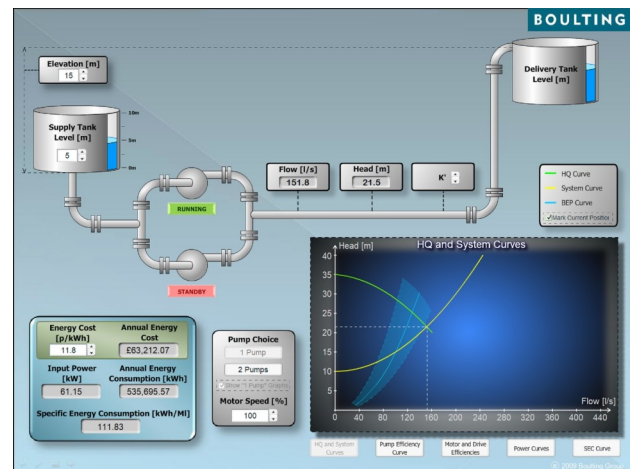 BOULTING
Elevation [m]
15
Delivery Tank
Level [m]
Supply Tank
Level [m]
5
10m
5m
0m
Flow [l/s]
151.8
Head [m]
21.5
K'
RUNNING
STANDBY
HQ Curve
System Curve
BEP Curve
Mark Current Position
Head [m]
HQ and System Curves
40
35
30
25
20
15
10
5
0 40 80 120 160 200 240 280 320 360 400 440
Flow [l/s]
Energy Cost
[p/kWh]
11.8
Annual Energy
Cost
£63,212.07
Input Power
[kW]
61.15
Annual Energy
Consumption [kWh]
535,695.57
Specific Energy Consumption [kWh/Ml]
111.83
Pump Choice
1 Pump
2 Pumps
Show "1 Pump" Graphs
Motor Speed [%]
100
HQ and System
Curves
Pump Efficiency
Curve
Motor and Drive
Efficiencies
Power Curves
SEC Curve
© 2009 Boulting Group